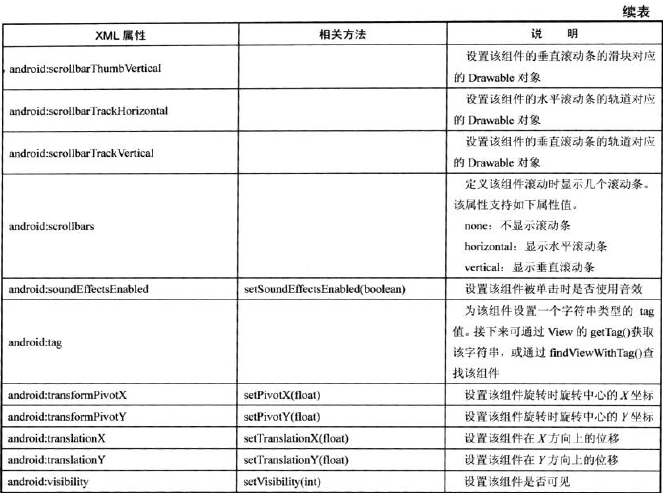 续表
XML 属性 相关方法 说 明
android:scrollbarThumbVertical 设置该组件的垂直滚动条的滑块对应
的 Drawable 对象
android:scrollbarTrackHorizontal 设置该组件的水平滚动条的轨道对应
的 Drawable 对象
android:scrollbarTrackVertical 设置该组件的垂直滚动条的轨道对应
的 Drawable 对象
android:scrollbars 定义该组件滚动时显示几个滚动条。
该属性支持如下属性值。
none：不显示滚动条
horizontal：显示水平滚动条
vertical：显示垂直滚动条
android:soundEffectsEnabled setSoundEffectsEnabled(boolean) 设置该组件被单击时是否使用音效
android:tag 为该组件设置一个字符串类型的 tag
值。接下来可通过 View 的 getTag()获取
该字符串，或通过 findViewWithTag()查
找该组件
android:transformPivotX setPivotX(float) 设置该组件旋转时旋转中心的 X 坐标
android:transformPivotY setPivotY(float) 设置该组件旋转时旋转中心的 Y 坐标
android:translationX setTranslationX(float) 设置该组件在 X 方向上的位移
android:translationY setTranslationY(float) 设置该组件在 Y 方向上的位移
android:visibility setVisibility(int) 设置该组件是否可见